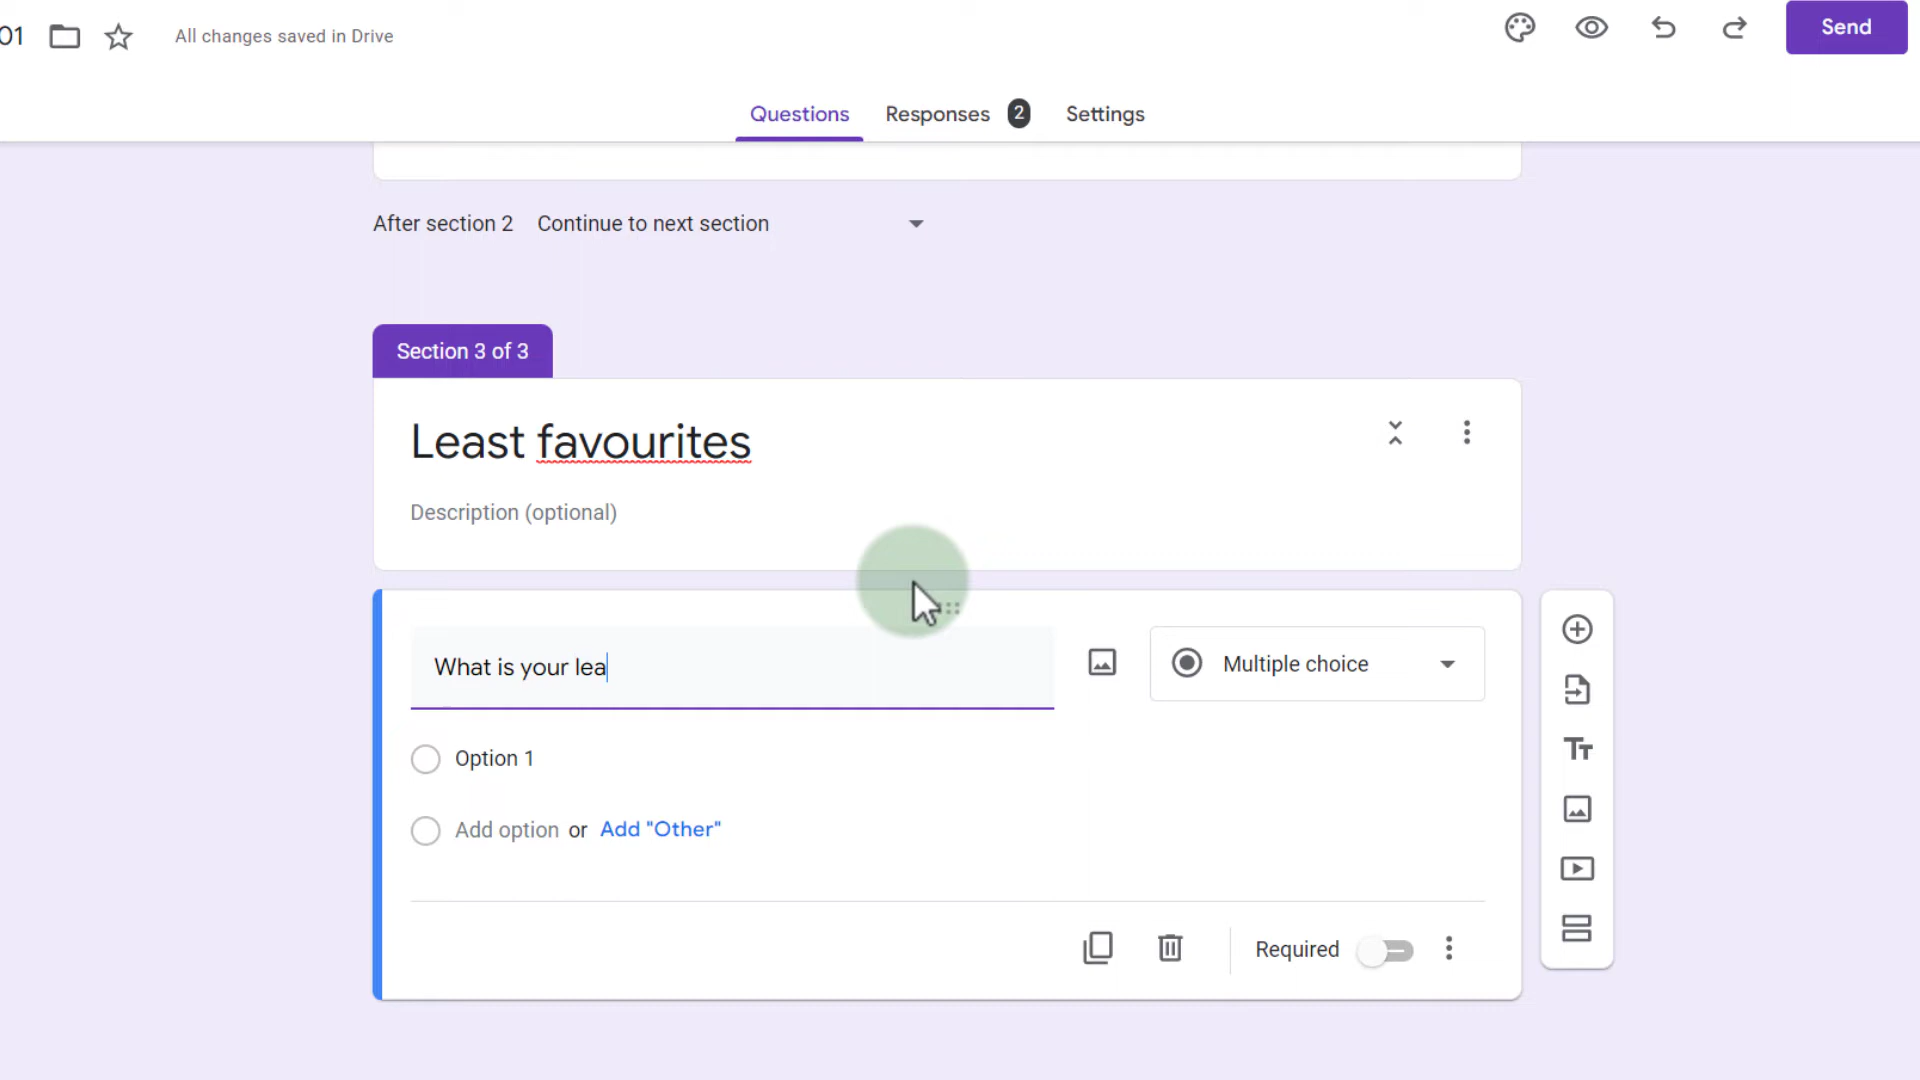 01
All changes saved in Drive
Send
Questions
Responses 2
Settings
After section 2 Continue to next section
Section 3 of 3
Least favourites
Description (optional)
What is your lea
Multiple choice
Option 1
Add option or Add "Other"
Tr
Required